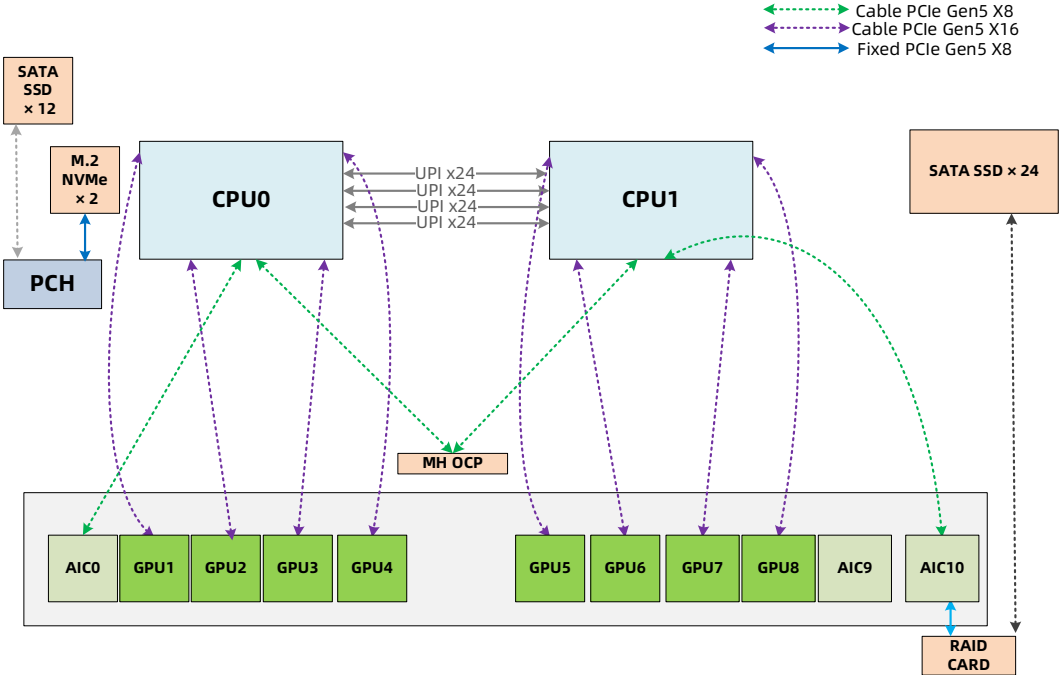 Cable PCIe Gen5 X8
Cable PCIe Gen5 X16
Fixed PCIe Gen5 X8
SATA
SSD
× 12
M.2
NVMe
× 2
PCH
CPU0
UPI x24
UPI x24
UPI x24
UPI x24
CPU1
SATA SSD × 24
MH OCP
AIC0
GPU1
GPU2
GPU3
GPU4
GPU5
GPU6
GPU7
GPU8
AIC9
AIC10
RAID
CARD